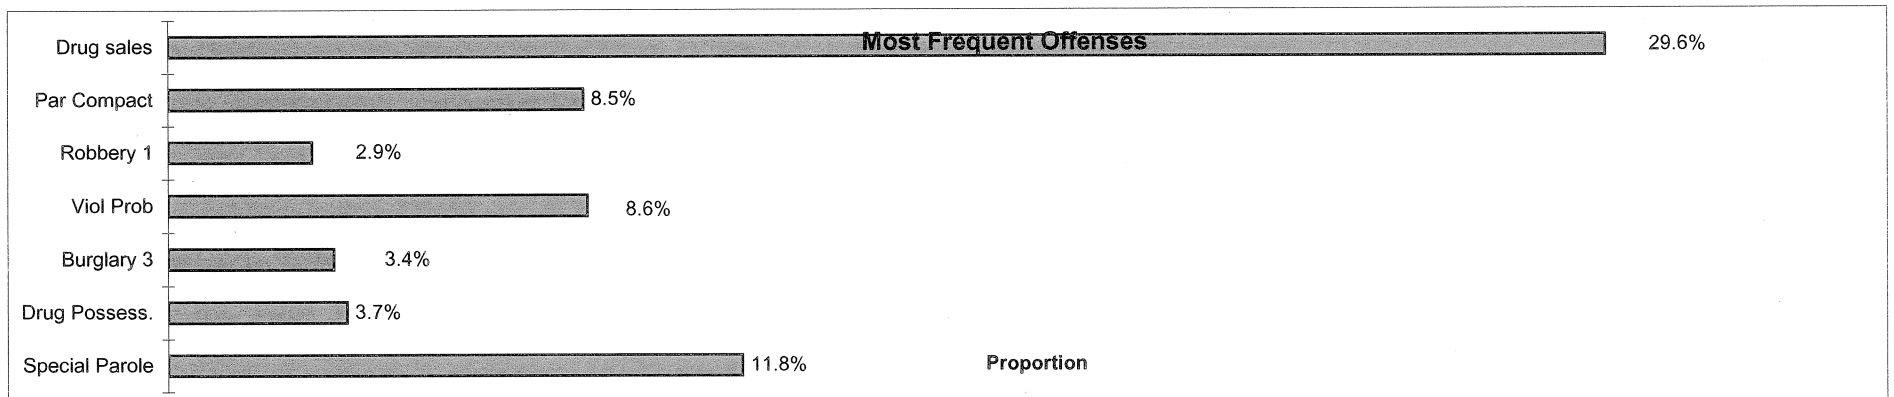 Most Frequent Offenses
Drug sales 29.6%
Par Compact 8.5%
Robbery 1 2.9%
Viol Prob 8.6%
Burglary 3 3.4%
Drug Possess. 3.7%
Special Parole 11.8%
Proportion